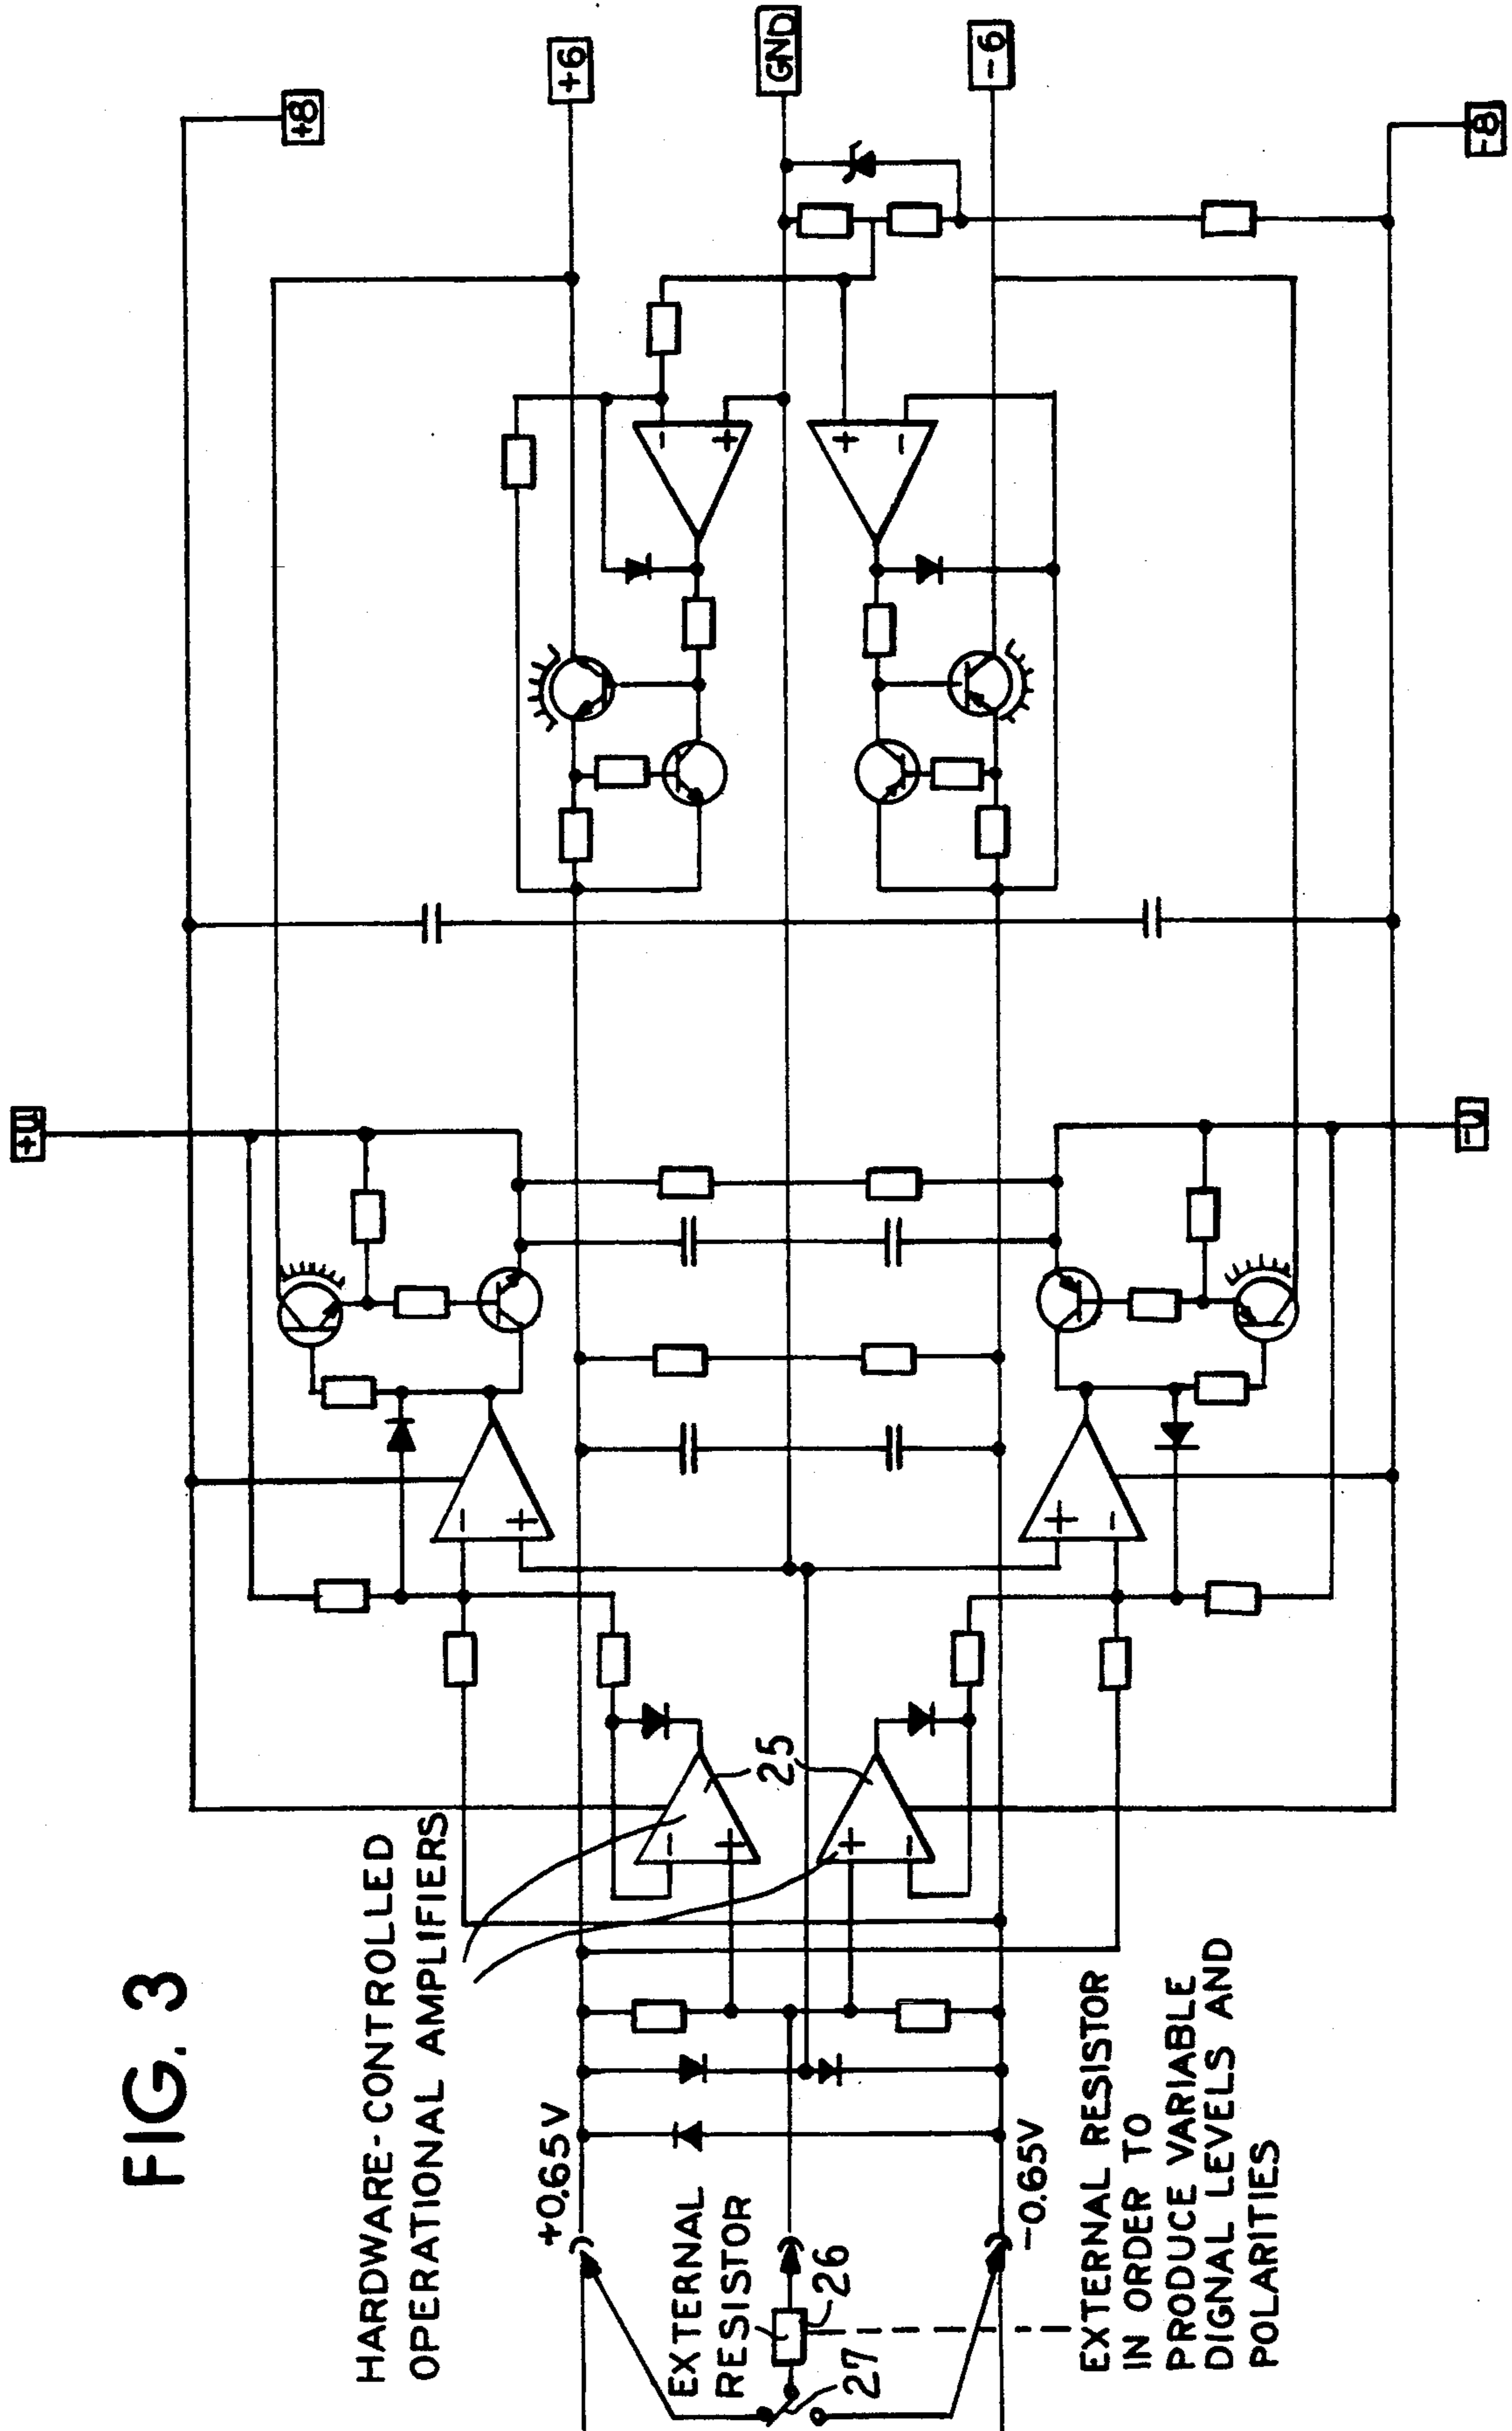 FIG. 3
HARDWARE-CONTROLLED
OPERATIONAL AMPLIFIERS
+U
+8
+6
GND
-6
-8
-U
25
+0.65V
EXTERNAL
RESISTOR
26
27
-0.65V
EXTERNAL RESISTOR
IN ORDER TO
PRODUCE VARIABLE
DIGNAL LEVELS AND
POLARITIES
-
+
+
-
-
+
+
-
-
+
+
-